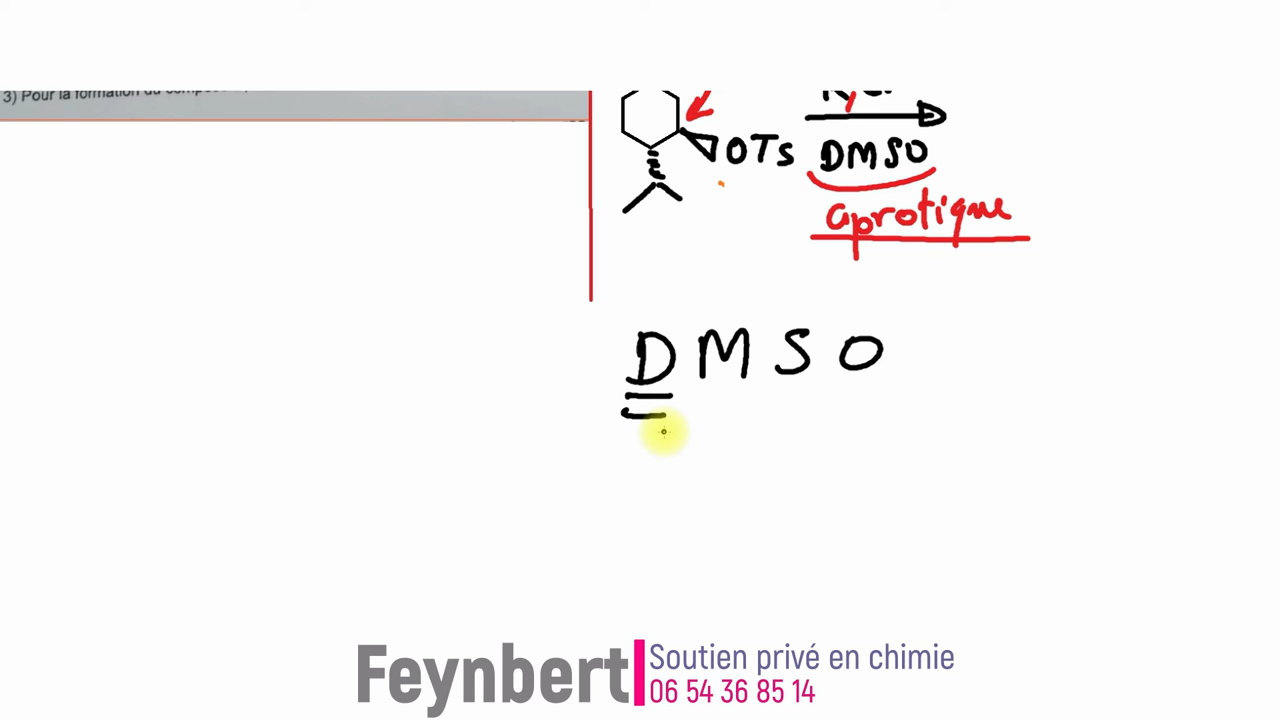 3) Pour la formation du
OTs
DMSO
aprotique
DMSO
Feynbert
Soutien privé en chimie
06 54 36 85 14